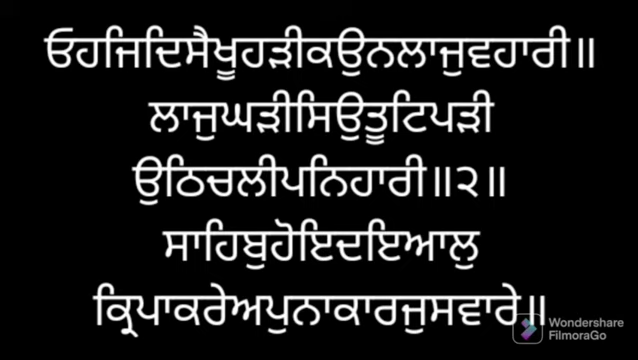 ਓਹਜਿਦਿਸੈਖੂਹੜੀਕਉਨਲਾਜੁਵਹਾਰੀ॥
ਲਾਜੁਘੜੀਸਿਉਤੂਟਿਪੜੀ
ਉਠਿਚਲੀਪਨਿਹਾਰੀ॥੨॥
ਸਾਹਿਬੁਹੋਇਦਇਆਲੁ
ਕ੍ਰਿਪਾਕਰੇਅਪੁਨਾਕਾਰਜੁਸਵਾਰੇ॥
Wondershare
FilmoraGo